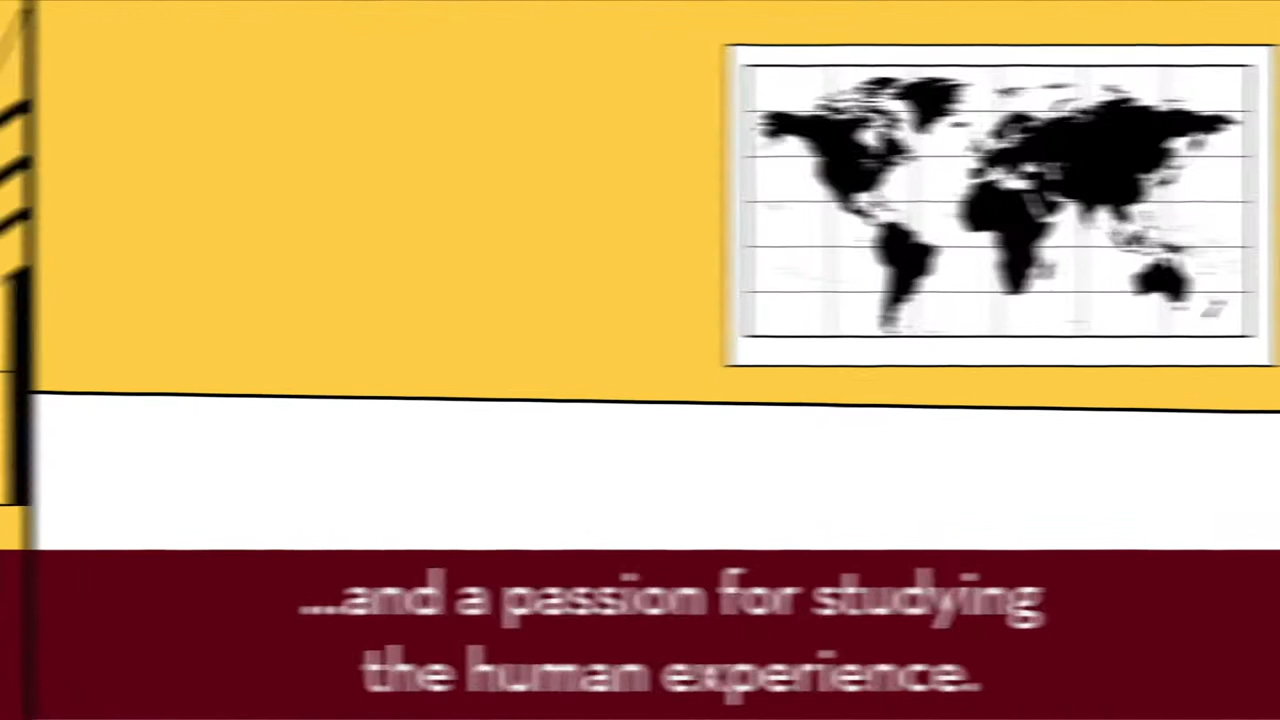 ...and a passion for studying
the human experience.